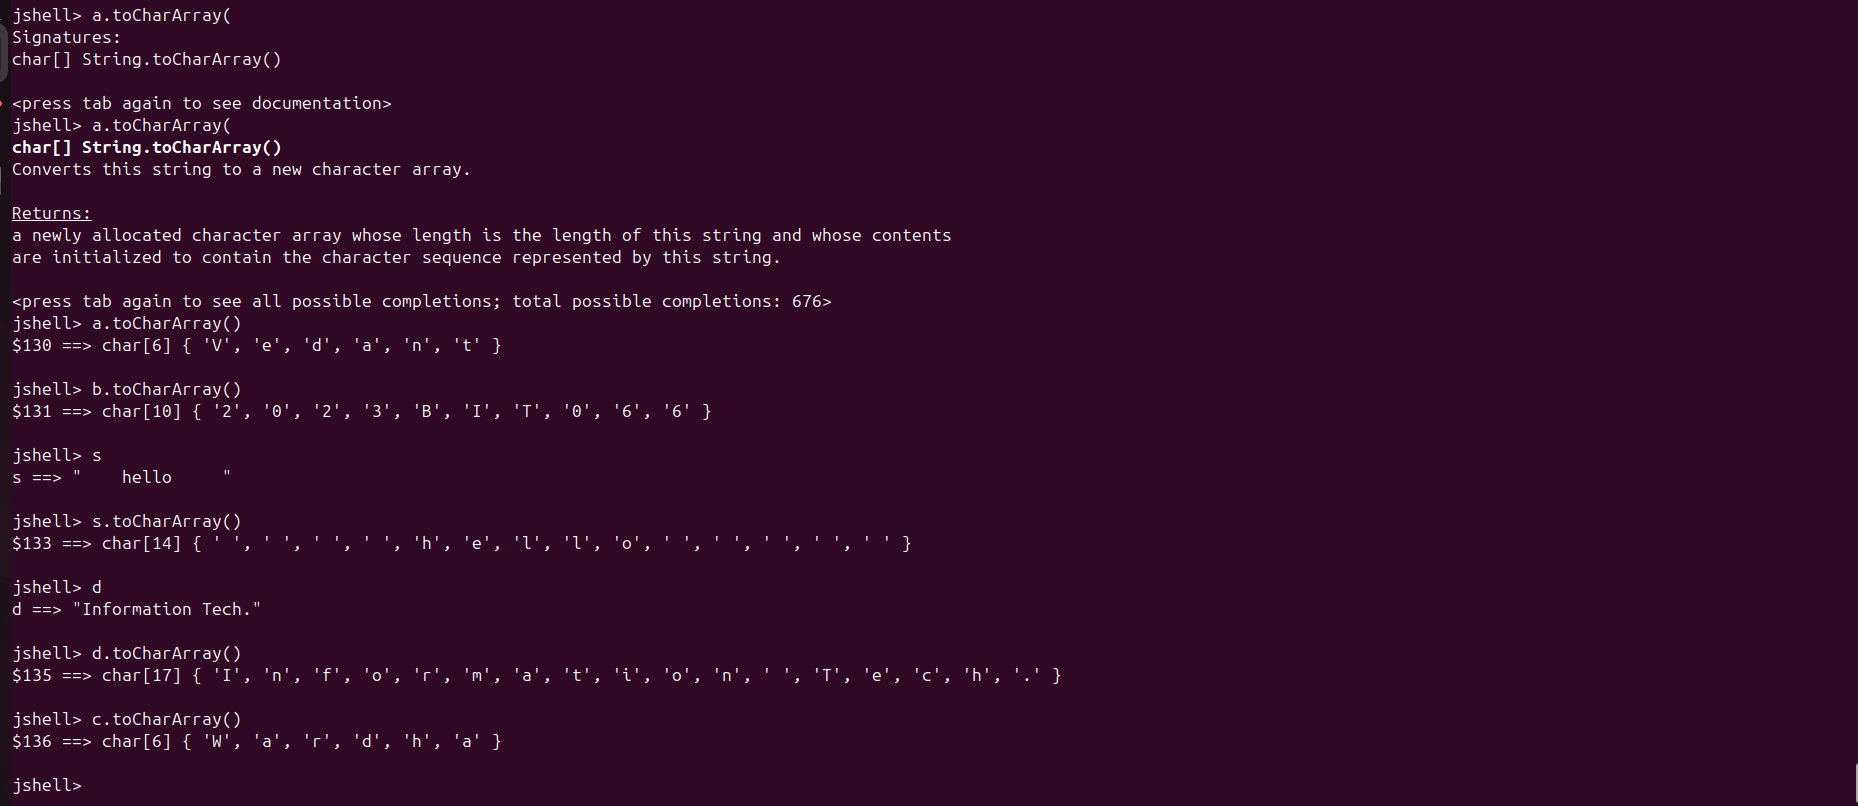 jshell> a.toCharArray(
Signatures:
char[] String.toCharArray()
<press tab again to see documentation>
jshell> a.toCharArray(
char[] String.toCharArray()
Converts this string to a new character array.
Returns:
a newly allocated character array whose length is the length of this string and whose contents
are initialized to contain the character sequence represented by this string.
<press tab again to see all possible completions; total possible completions: 676>
jshell> a.toCharArray()
$130 ==> char[6] { 'V', 'e', 'd', 'a', 'n', 't' }
jshell> b.toCharArray()
$131 ==> char[10] { '2', '0', '2', '3', 'B', 'I', 'T', '0', '6', '6' }
jshell> s
s ==> "    hello     "
jshell> s.toCharArray()
$133 ==> char[14] { ' ', ' ', ' ', ' ', 'h', 'e', 'l', 'l', 'o', ' ', ' ', ' ', ' ', ' ' }
jshell> d
d ==> "Information Tech."
jshell> d.toCharArray()
$135 ==> char[17] { 'I', 'n', 'f', 'o', 'r', 'm', 'a', 't', 'i', 'o', 'n', ' ', 'T', 'e', 'c', 'h', '.' }
jshell> c.toCharArray()
$136 ==> char[6] { 'W', 'a', 'r', 'd', 'h', 'a' }
jshell>